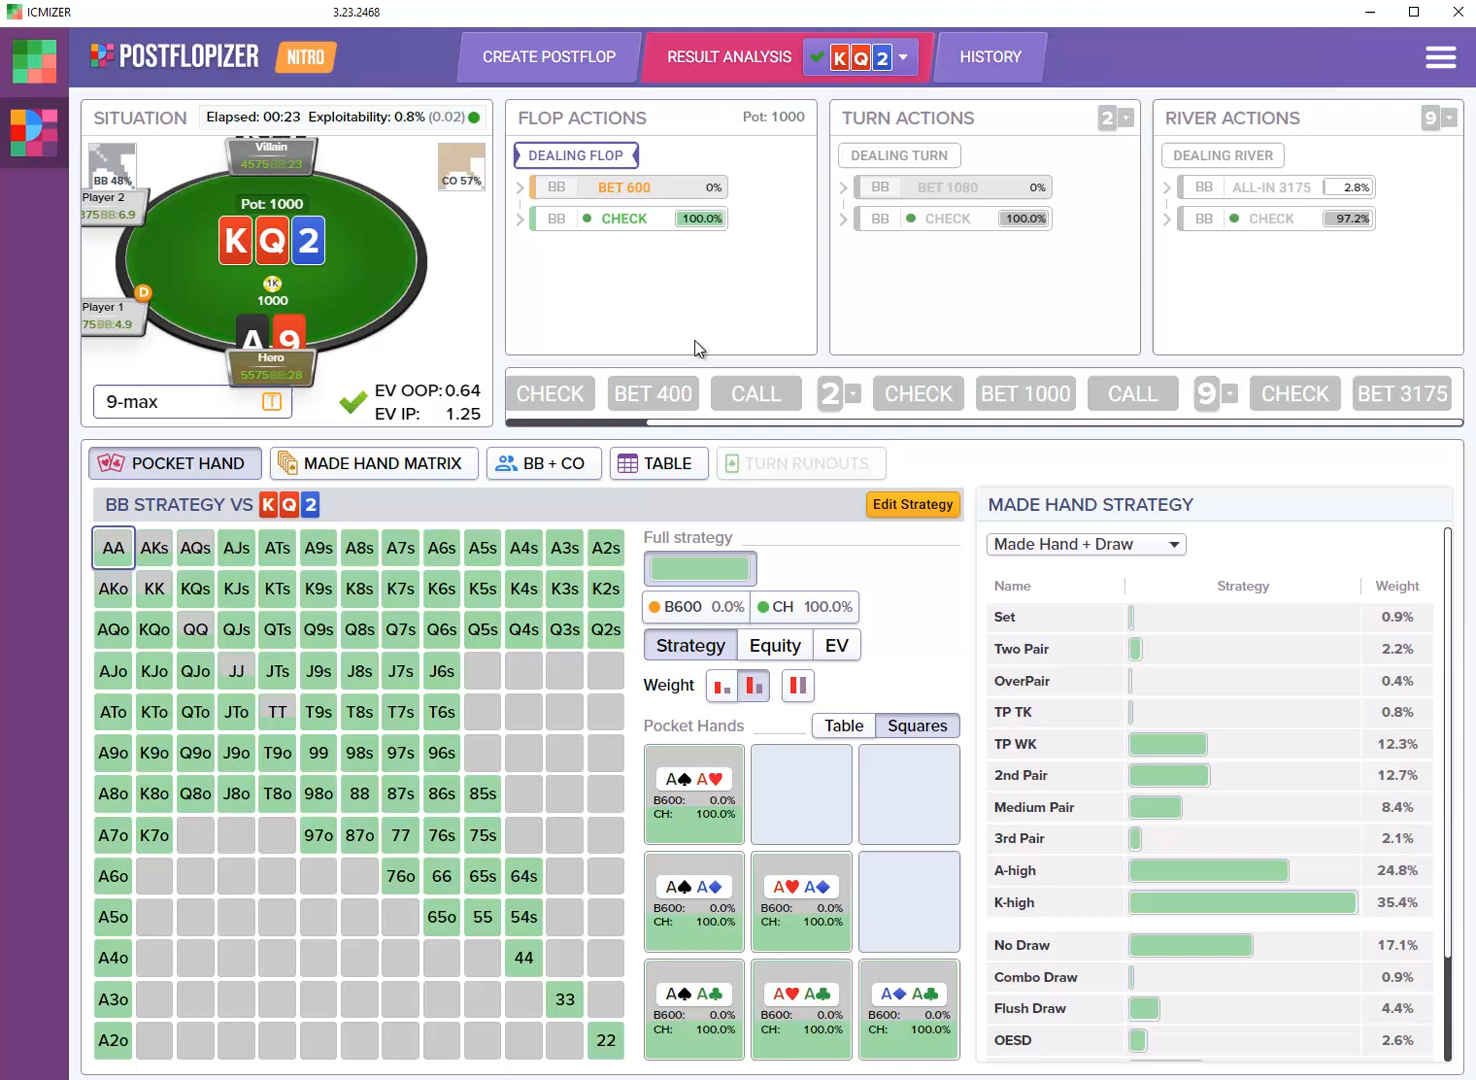 ICMIZER 3.23.2468
POSTFLOPIZER NITRO CREATE POSTFLOP RESULT ANALYSIS K Q 2 HISTORY
SITUATION Elapsed: 00:23 Exploitability: 0.8% (0.02)
BB 48%
Villain
4575 BB:23
CO 57%
Player 2
375 BB:6.9
Pot: 1000
K Q 2
1K
1000
D
Player 1
75 BB:4.9
A 9
Hero
5575 BB:28
9-max T
EV OOP: 0.64
EV IP: 1.25
FLOP ACTIONS Pot: 1000
DEALING FLOP
BB BET 600 0%
BB CHECK 100.0%
TURN ACTIONS 2
DEALING TURN
BB BET 1080 0%
BB CHECK 100.0%
RIVER ACTIONS 9
DEALING RIVER
BB ALL-IN 3175 2.8%
BB CHECK 97.2%
CHECK BET 400 CALL 2 CHECK BET 1000 CALL 9 CHECK BET 3175
POCKET HAND MADE HAND MATRIX BB + CO TABLE TURN RUNOUTS
BB STRATEGY VS K Q 2 Edit Strategy
AA AKs AQs AJs ATs A9s A8s A7s A6s A5s A4s A3s A2s
AKo KK KQs KJs KTs K9s K8s K7s K6s K5s K4s K3s K2s
AQo KQo QQ QJs QTs Q9s Q8s Q7s Q6s Q5s Q4s Q3s Q2s
AJo KJo QJo JJ JTs J9s J8s J7s J6s
ATo KTo QTo JTo TT T9s T8s T7s T6s
A9o K9o Q9o J9o T9o 99 98s 97s 96s
A8o K8o Q8o J8o T8o 98o 88 87s 86s 85s
A7o K7o 97o 87o 77 76s 75s
A6o 76o 66 65s 64s
A5o 65o 55 54s
A4o 44
A3o 33
A2o 22
Full strategy
B600 0.0% CH 100.0%
Strategy Equity EV
Weight
Pocket Hands Table Squares
A♠ A♥
B600: 0.0%
CH: 100.0%
A♠ A♦ A♥ A♦
B600: 0.0% B600: 0.0%
CH: 100.0% CH: 100.0%
A♠ A♣ A♥ A♣ A♦ A♣
B600: 0.0% B600: 0.0% B600: 0.0%
CH: 100.0% CH: 100.0% CH: 100.0%
MADE HAND STRATEGY
Made Hand + Draw
Name Strategy Weight
Set 0.9%
Two Pair 2.2%
OverPair 0.4%
TP TK 0.8%
TP WK 12.3%
2nd Pair 12.7%
Medium Pair 8.4%
3rd Pair 2.1%
A-high 24.8%
K-high 35.4%
No Draw 17.1%
Combo Draw 0.9%
Flush Draw 4.4%
OESD 2.6%